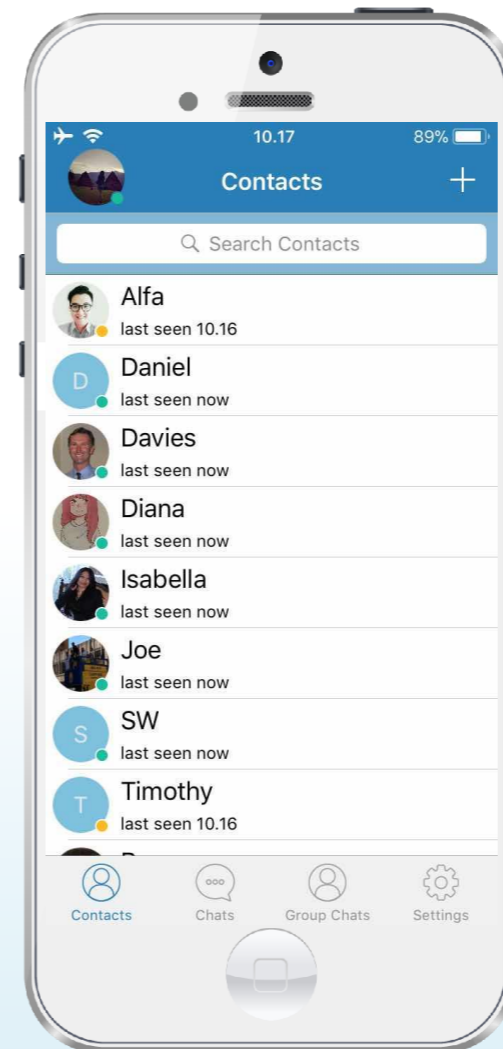 10.17
89%
Contacts
Search Contacts
Alfa
last seen 10.16
D
Daniel
last seen now
Davies
last seen now
Diana
last seen now
Isabella
last seen now
Joe
last seen now
S
SW
last seen now
T
Timothy
last seen 10.16
Contacts
Chats
Group Chats
Settings